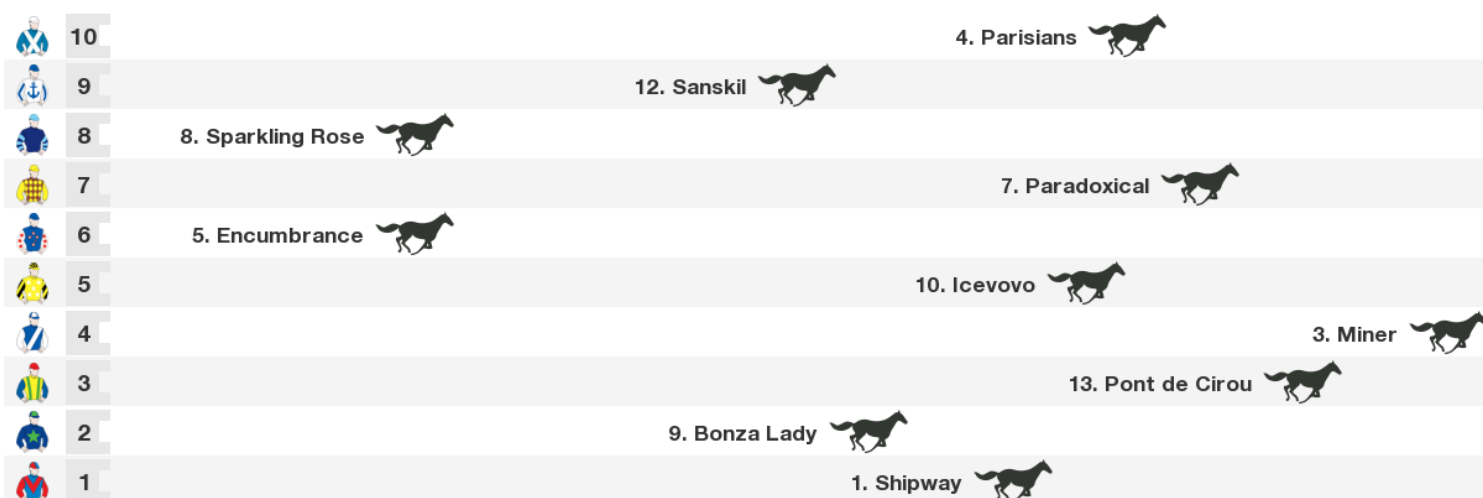 10 4. Parisians
9 12. Sanskil
8 8. Sparkling Rose
7 7. Paradoxical
6 5. Encumbrance
5 10. Icevovo
4 3. Miner
3 13. Pont de Cirou
2 9. Bonza Lady
1 1. Shipway